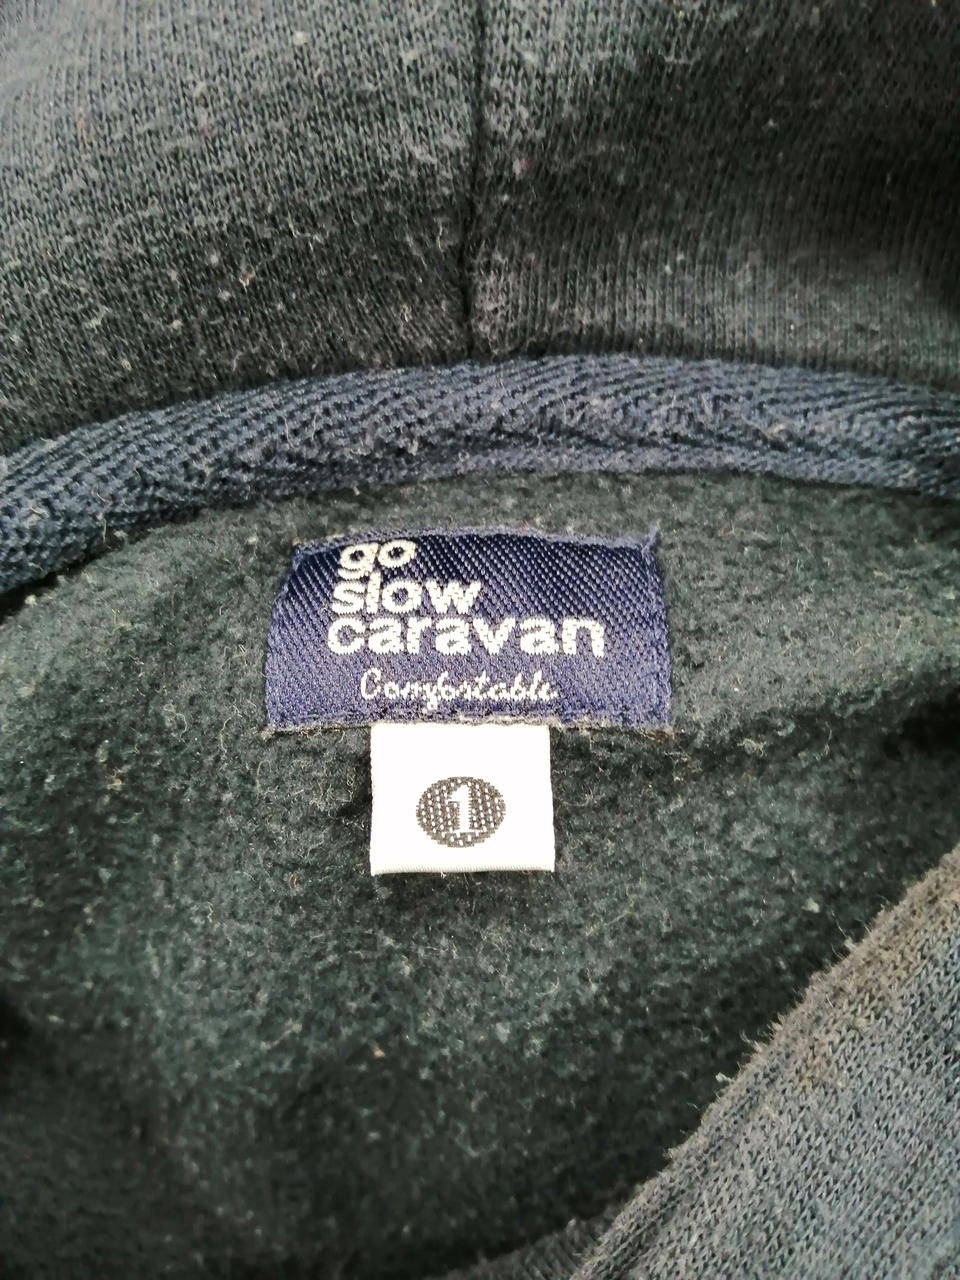 go
slow
caravan
Comfortable
1